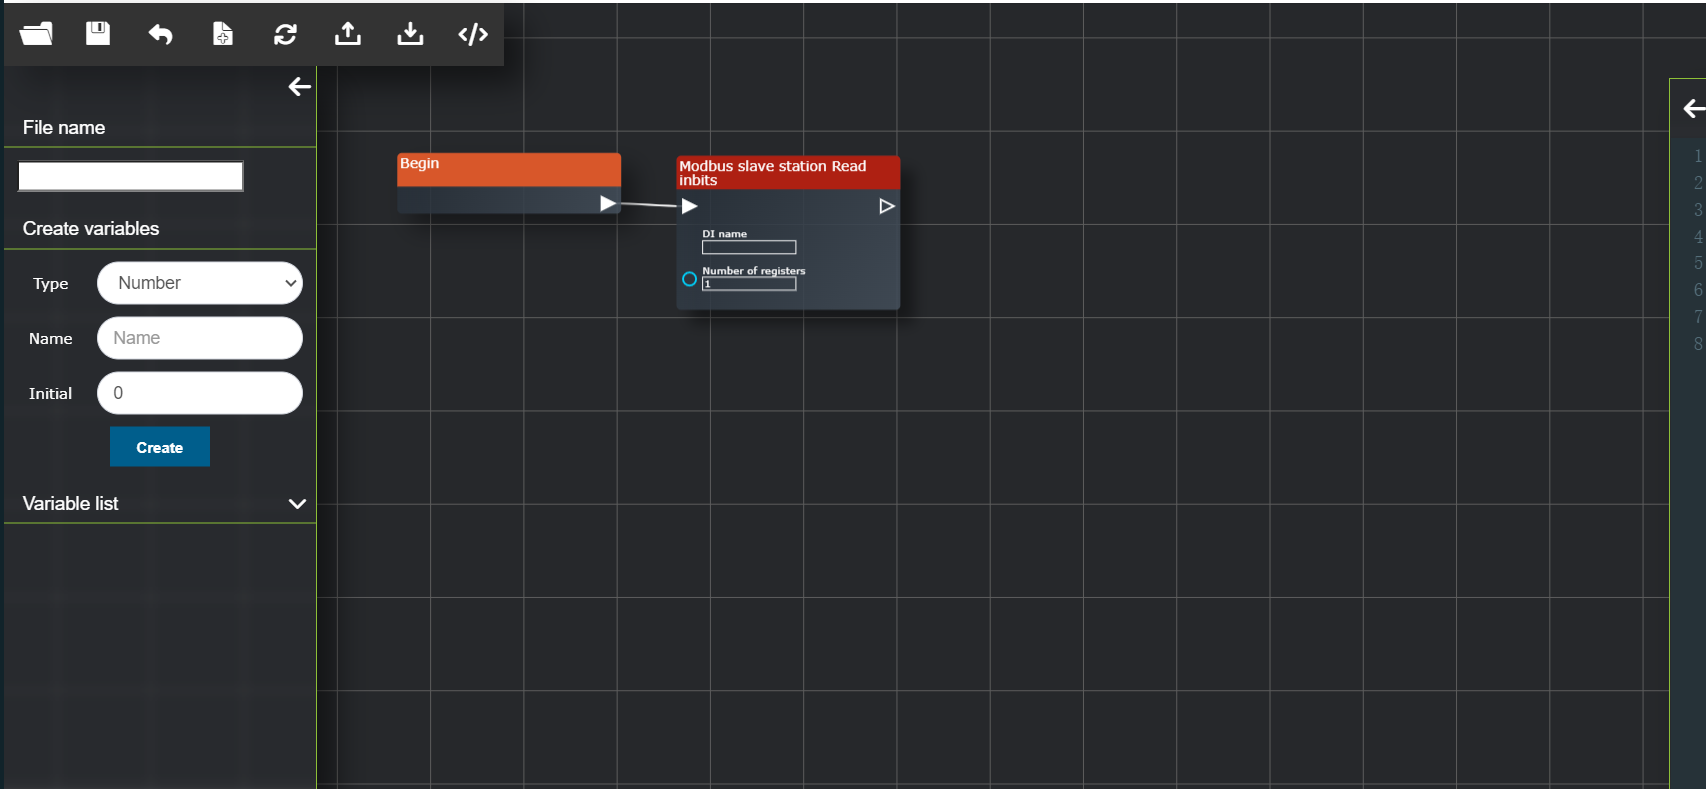 File name
Create variables
Type
Number
Name
Name
Initial
0
Create
Variable list
Begin
Modbus slave station Read
inbits
DI name
Number of registers
1
1
2
3
4
5
6
7
8